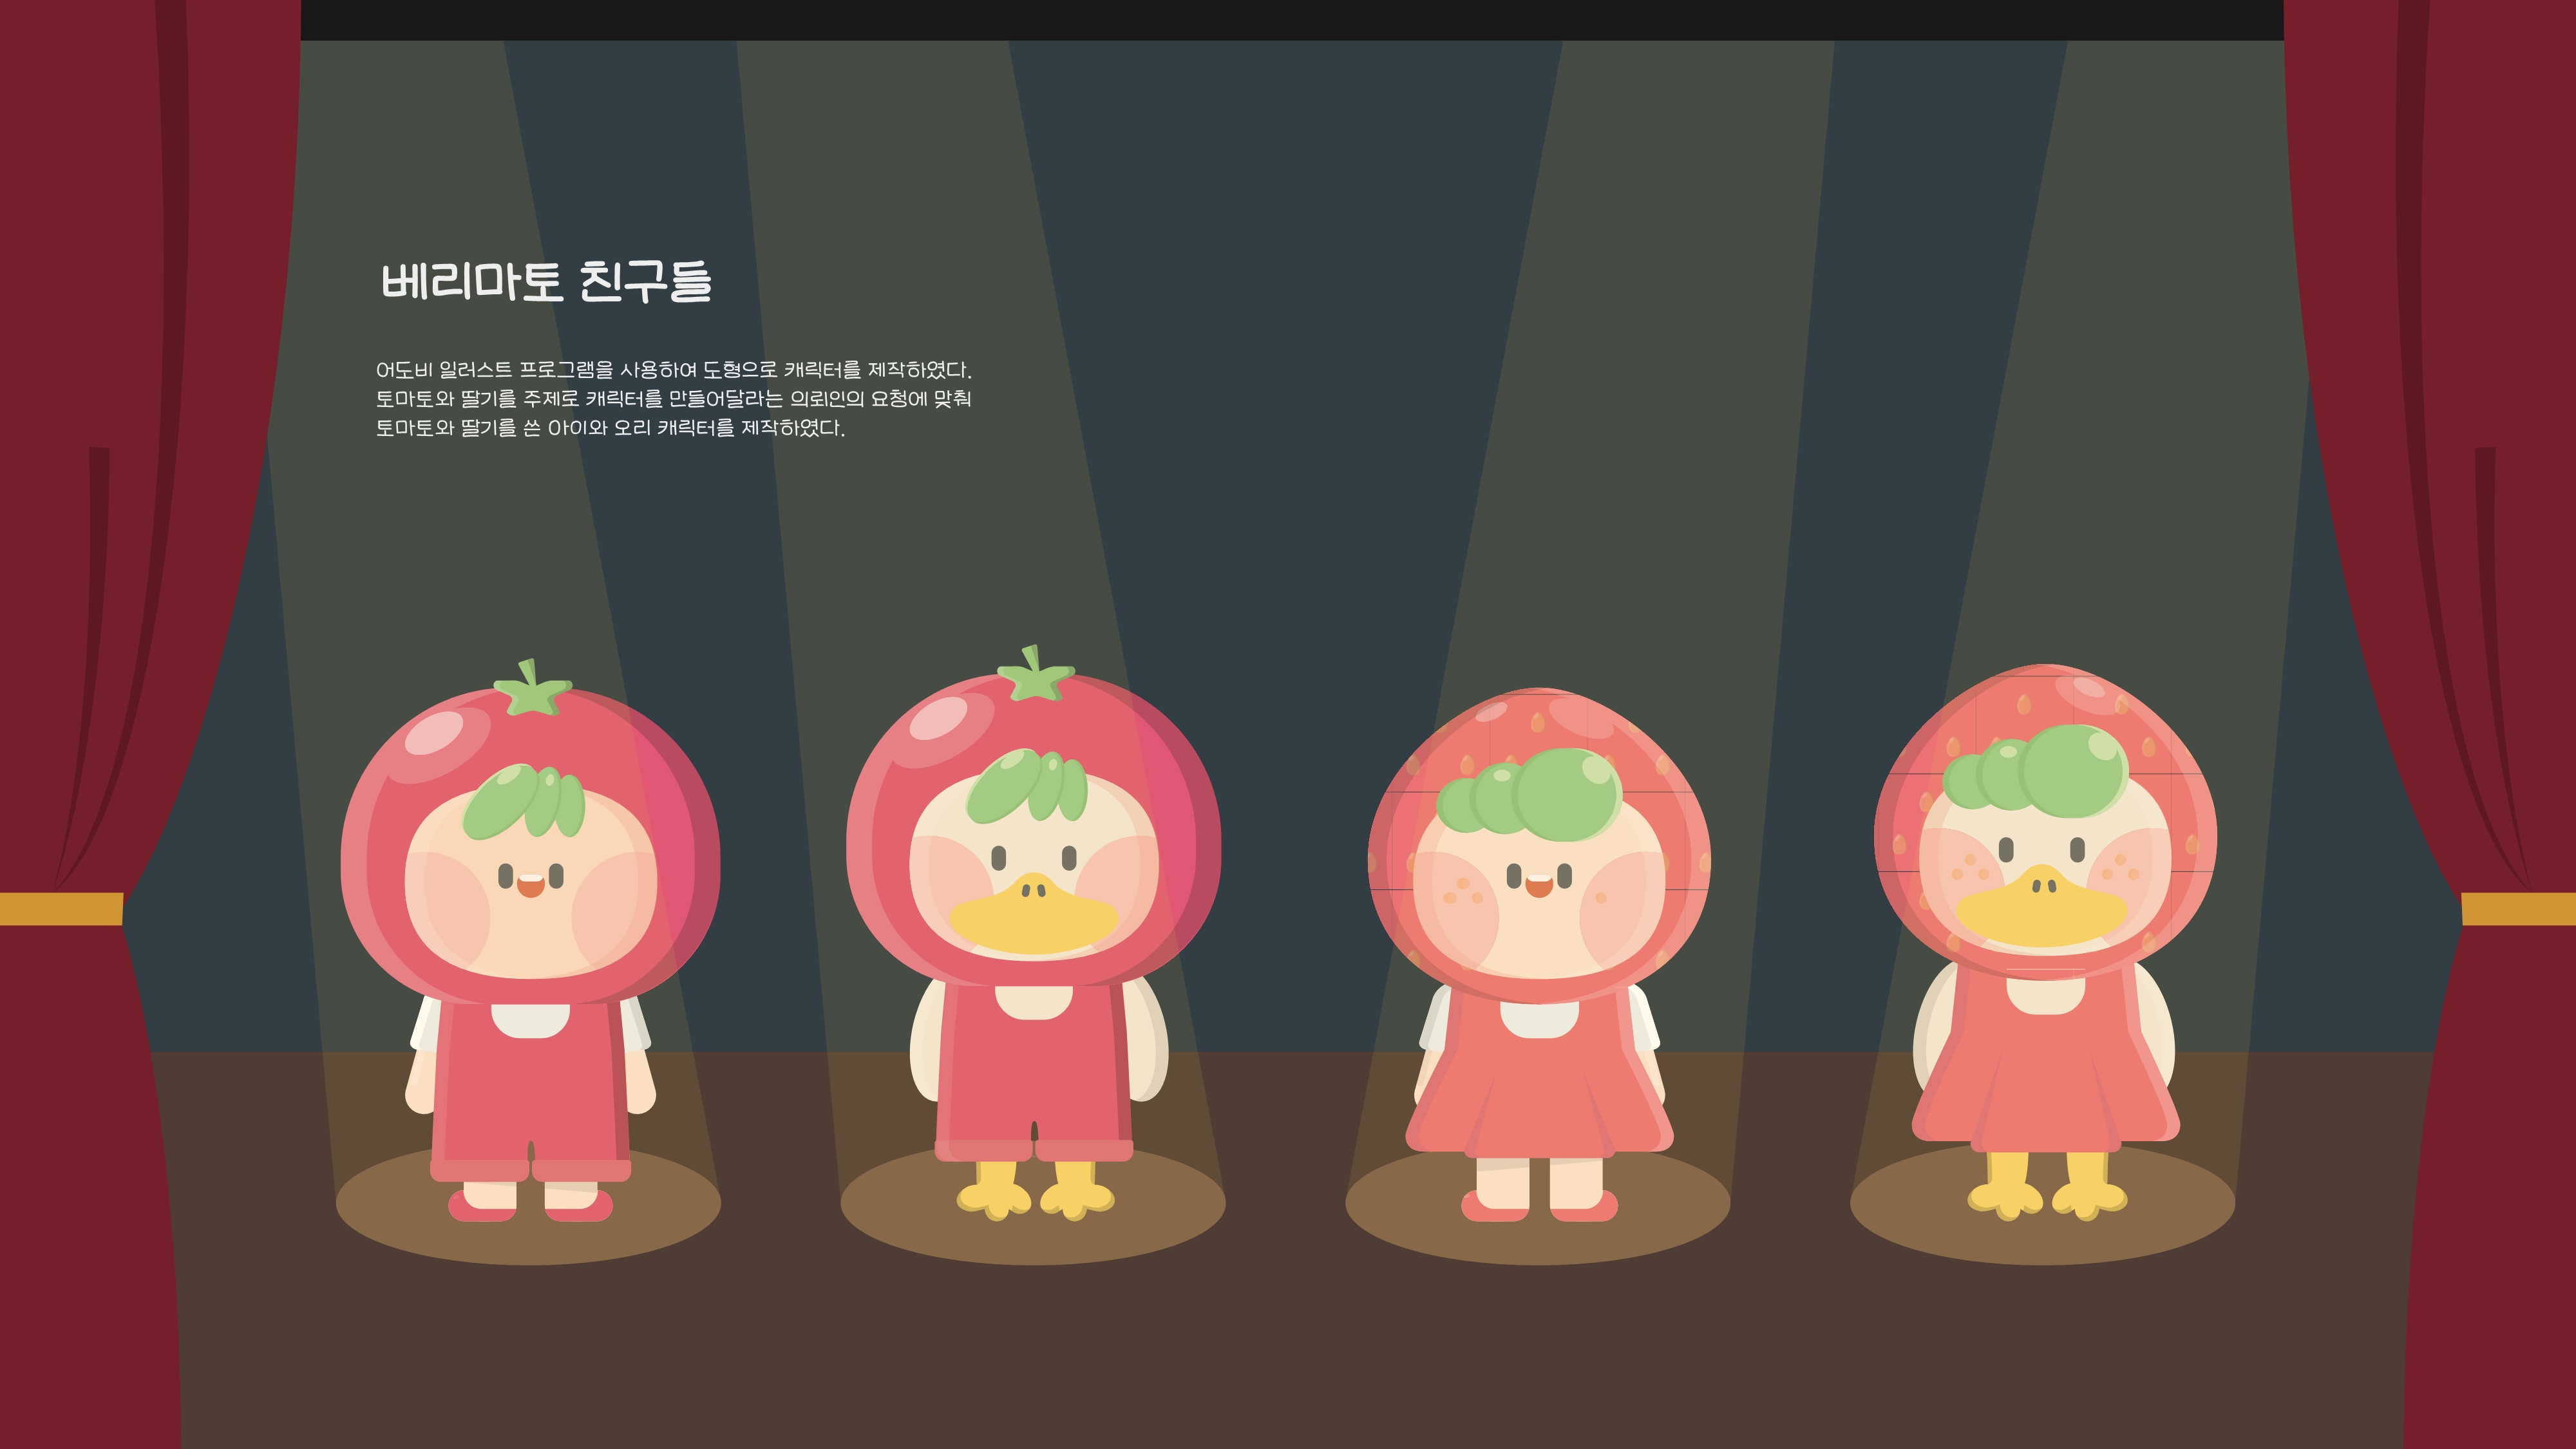 베리마토 친구들
어도비 일러스트 프로그램을 사용하여 도형으로 캐릭터를 제작하였다.
토마토와 딸기를 주제로 캐릭터를 만들어달라는 의뢰인의 요청에 맞춰
토마토와 딸기를 쓴 아이와 오리 캐릭터를 제작하였다.